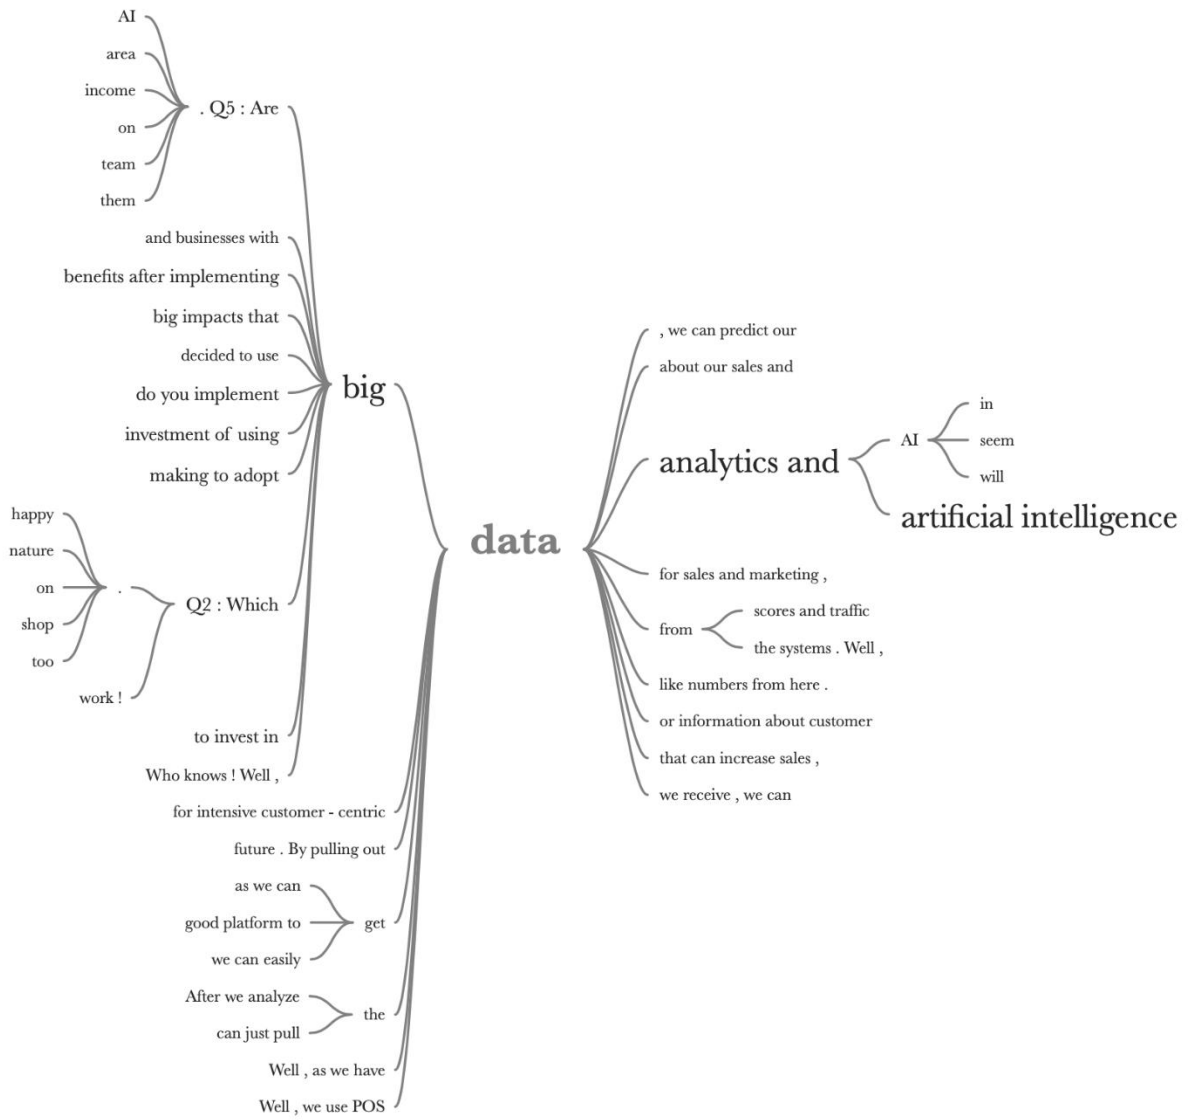 AI
area
income
on
team
them
. Q5 : Are
and businesses with
benefits after implementing
big impacts that
decided to use
do you implement
investment of using
making to adopt
happy
nature
on
shop
too
.
work !
Q2 : Which
to invest in
Who knows ! Well ,
big
for intensive customer - centric
future . By pulling out
as we can
good platform to
we can easily
get
After we analyze
can just pull
the
Well , as we have
Well , we use POS
data
, we can predict our
about our sales and
analytics and
AI
in
seem
will
artificial intelligence
for sales and marketing ,
from
scores and traffic
the systems . Well ,
like numbers from here .
or information about customer
that can increase sales ,
we receive , we can